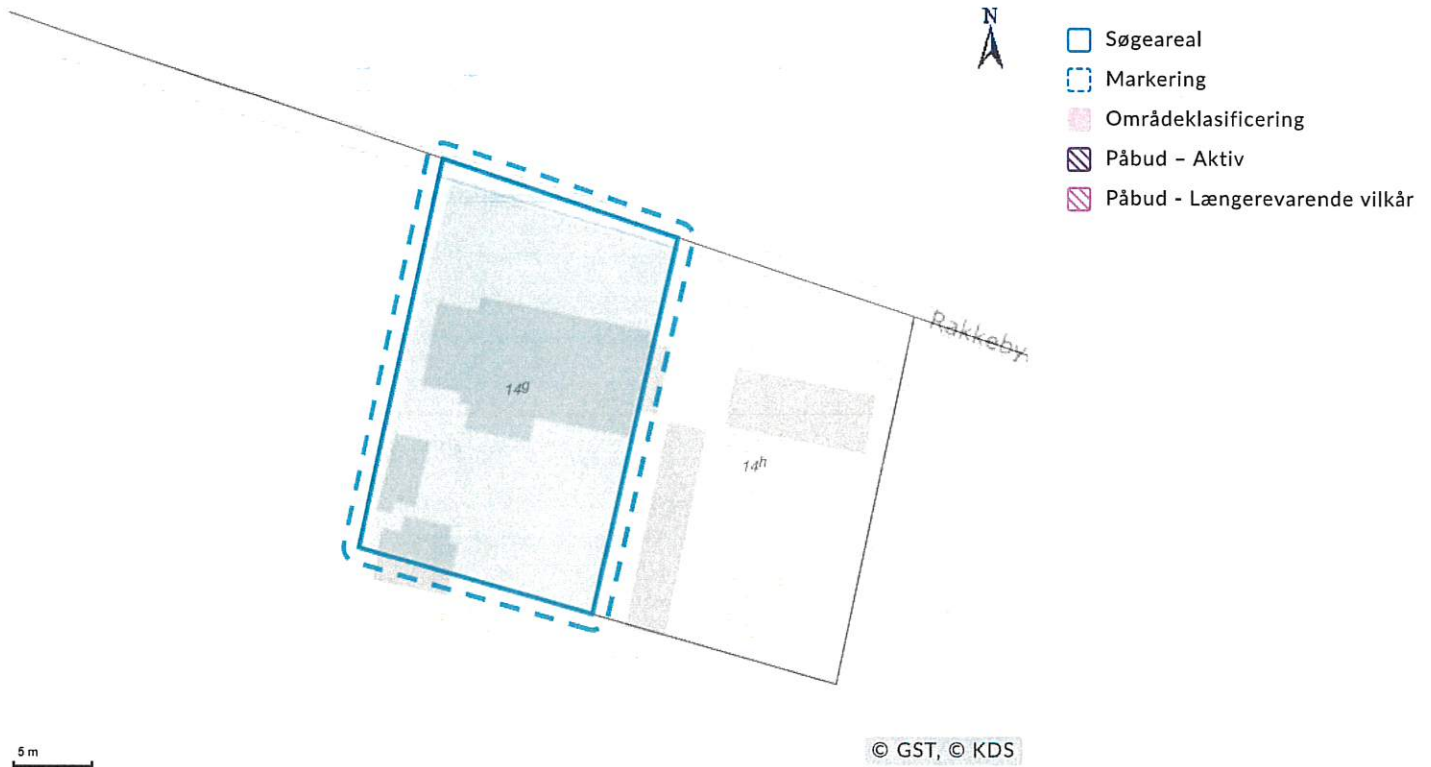 N
Søgeareal
Markering
Områdeklasificering
Påbud – Aktiv
Påbud - Længerevarende vilkår
Rakkeby
14g
14h
5 m
© GST, © KDS